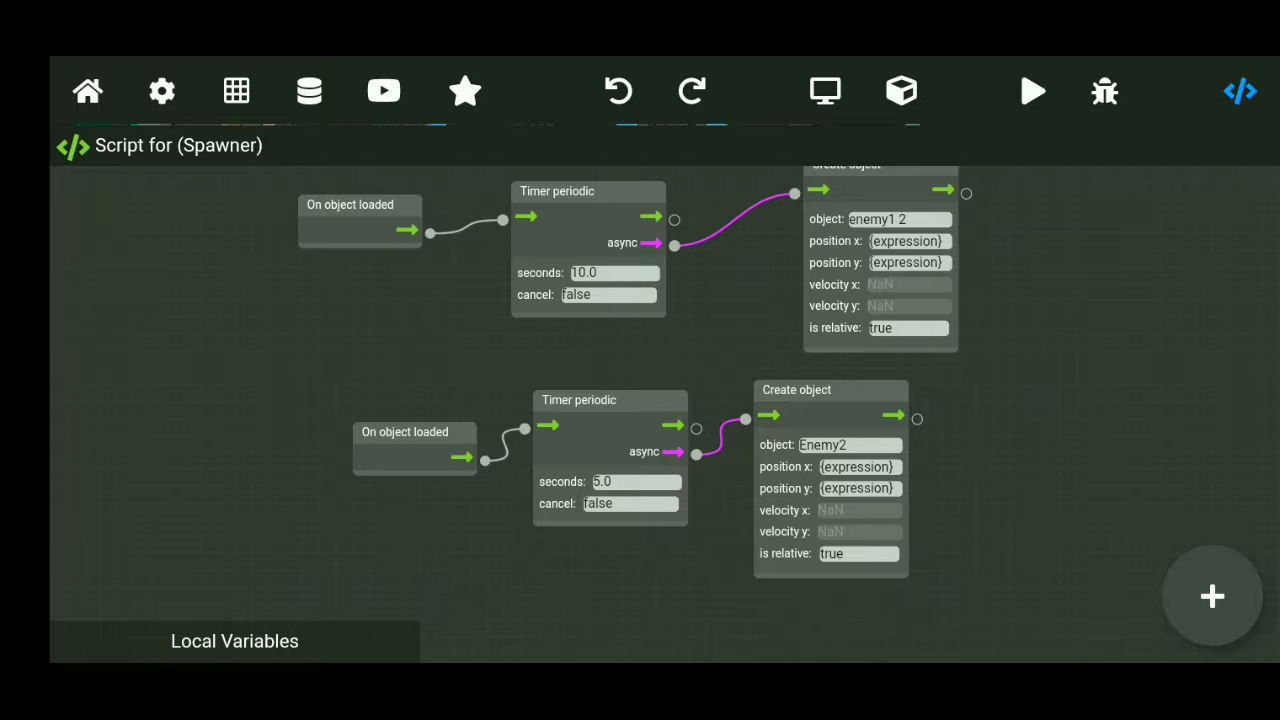 Script for (Spawner)
Create object
On object loaded
Timer periodic
async
seconds: 10.0
cancel: false
object: enemy1 2
position x: {expression}
position y: {expression}
velocity x: NaN
velocity y: NaN
is relative: true
On object loaded
Timer periodic
async
seconds: 5.0
cancel: false
Create object
object: Enemy2
position x: {expression}
position y: {expression}
velocity x: NaN
velocity y: NaN
is relative: true
Local Variables